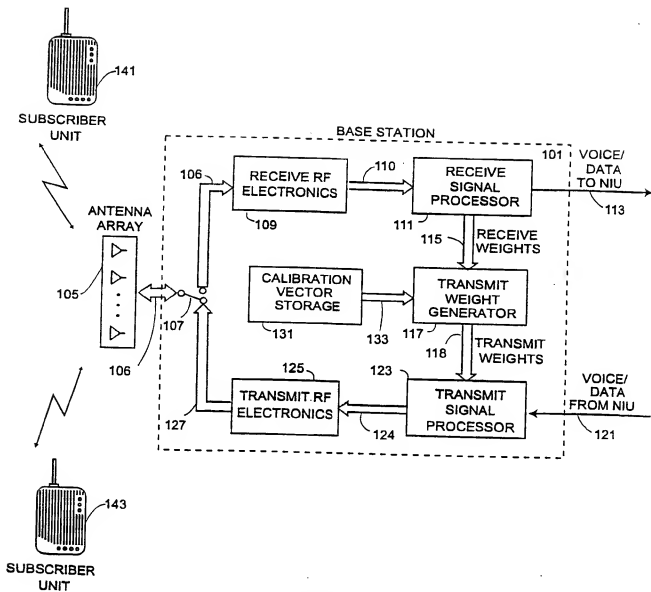 141
SUBSCRIBER
UNIT
BASE STATION
101
VOICE/
DATA
TO NIU
113
106
RECEIVE RF
ELECTRONICS
109
110
RECEIVE
SIGNAL
PROCESSOR
111
115
RECEIVE
WEIGHTS
ANTENNA
ARRAY
105
106
107
CALIBRATION
VECTOR
STORAGE
131
133
TRANSMIT
WEIGHT
GENERATOR
117
118
TRANSMIT
WEIGHTS
125
TRANSMIT.RF
ELECTRONICS
127
123
TRANSMIT
SIGNAL
PROCESSOR
124
VOICE/
DATA
FROM NIU
121
143
SUBSCRIBER
UNIT